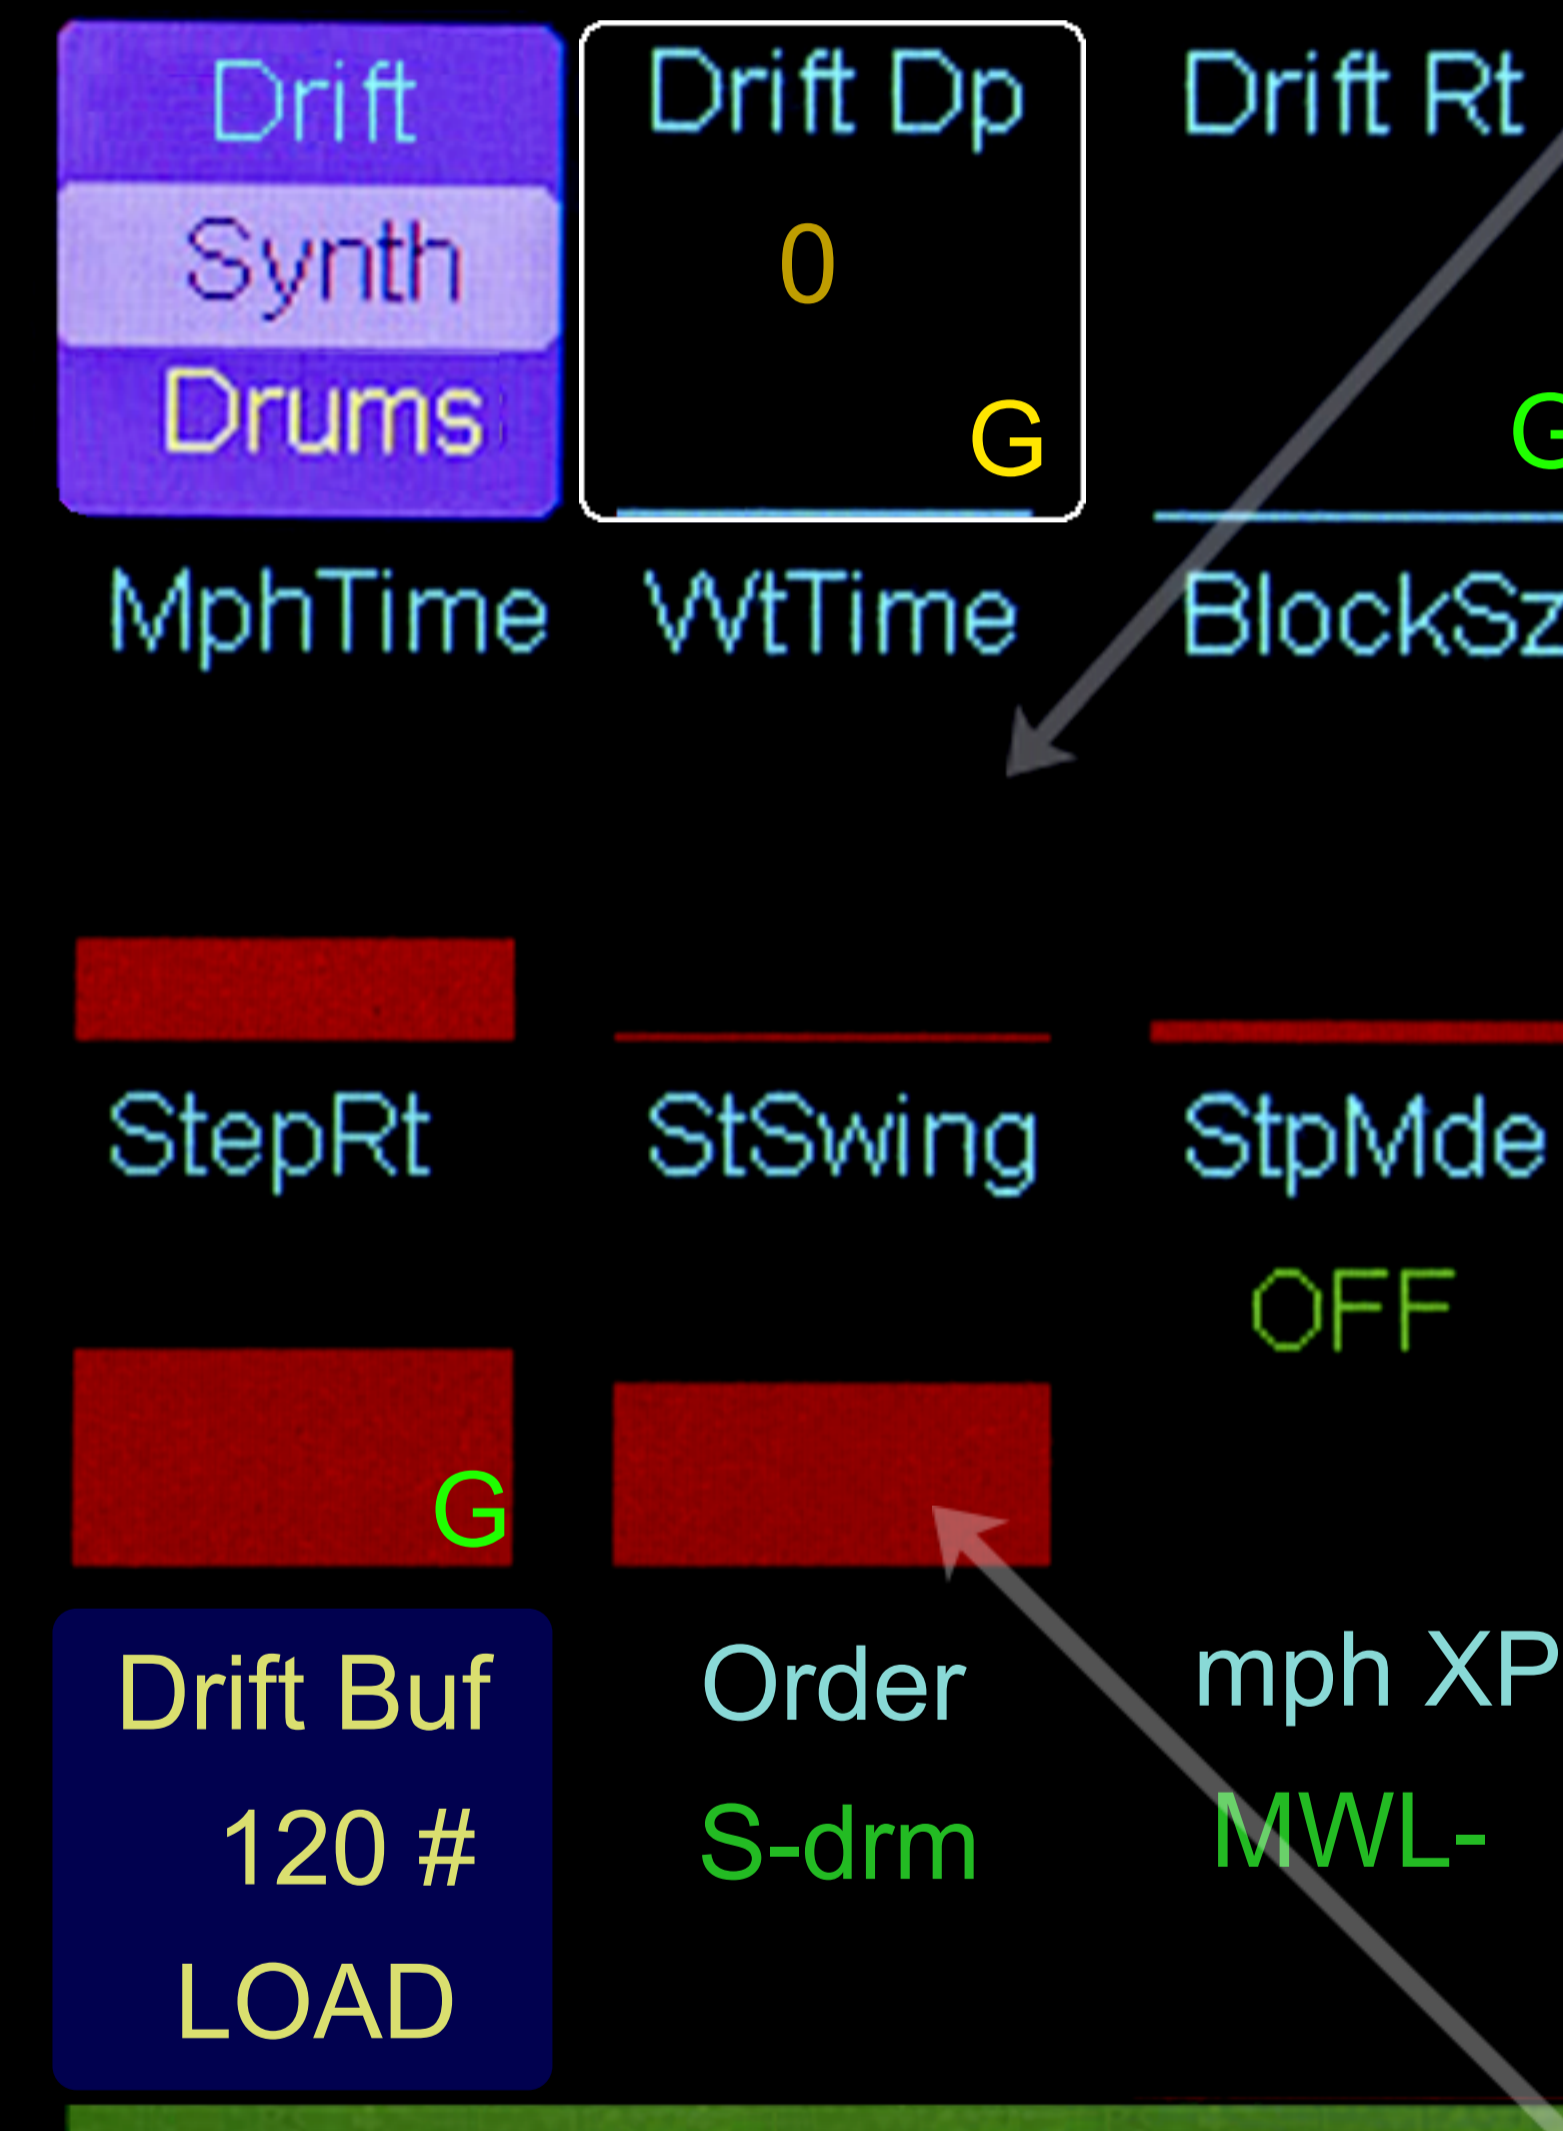 Drift
Synth
Drums
Drift Dp
0
G
Drift Rt
G
MphTime
WtTime
BlockSz
StepRt
G
StSwing
StpMde
OFF
Drift Buf
120 #
LOAD
Order
S-drm
mph XP
MWL-